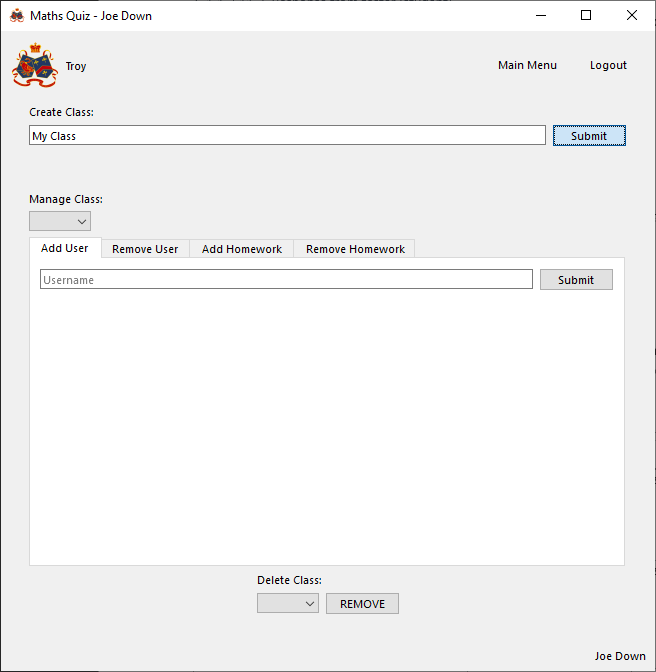 Maths Quiz - Joe Down
Troy
Main Menu
Logout
Create Class:
My Class
Submit
Manage Class:
Add User
Remove User
Add Homework
Remove Homework
Username
Submit
Delete Class:
REMOVE
Joe Down